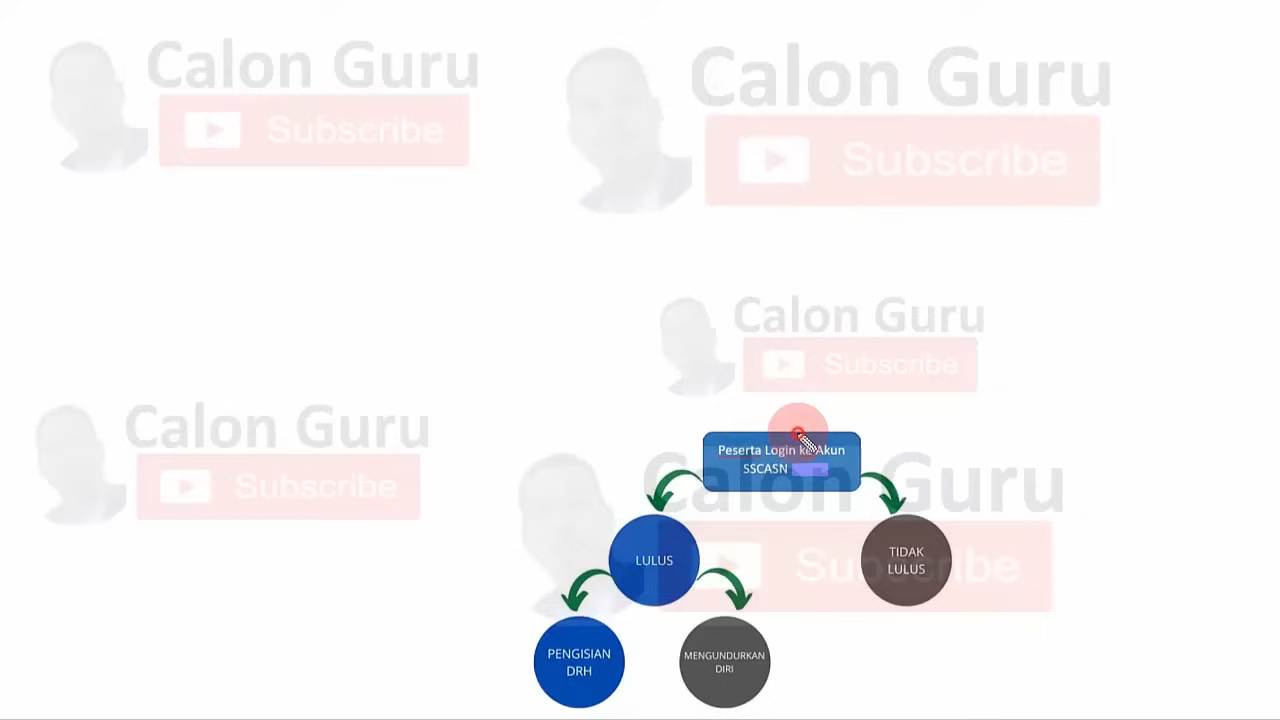 Calon Guru
Subscribe
Calon Guru
Subscribe
Calon Guru
Subscribe
Calon Guru
Subscribe
Calon Guru
Subscribe
Peserta Login ke Akun
SSCASN
LULUS
TIDAK
LULUS
PENGISIAN
DRH
MENGUNDURKAN
DIRI